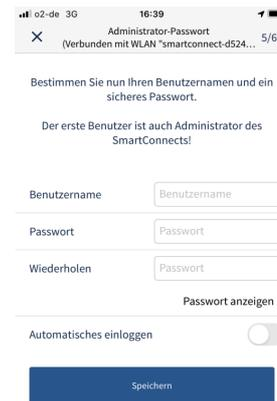 o2-de 3G
16:39
Administrator-Passwort
(Verbunden mit WLAN "smartconnect-d524...
5/6
Bestimmen Sie nun Ihren Benutzernamen und ein
sicheres Passwort.
Der erste Benutzer ist auch Administrator des
SmartConnects!
Benutzername
Benutzername
Passwort
Passwort
Wiederholen
Passwort
Passwort anzeigen
Automatisches einloggen
Speichern